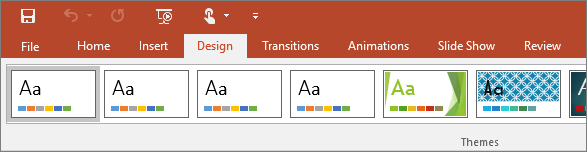 File Home Insert Design Transitions Animations Slide Show Review
Aa Aa Aa Aa Aa Aa
Themes